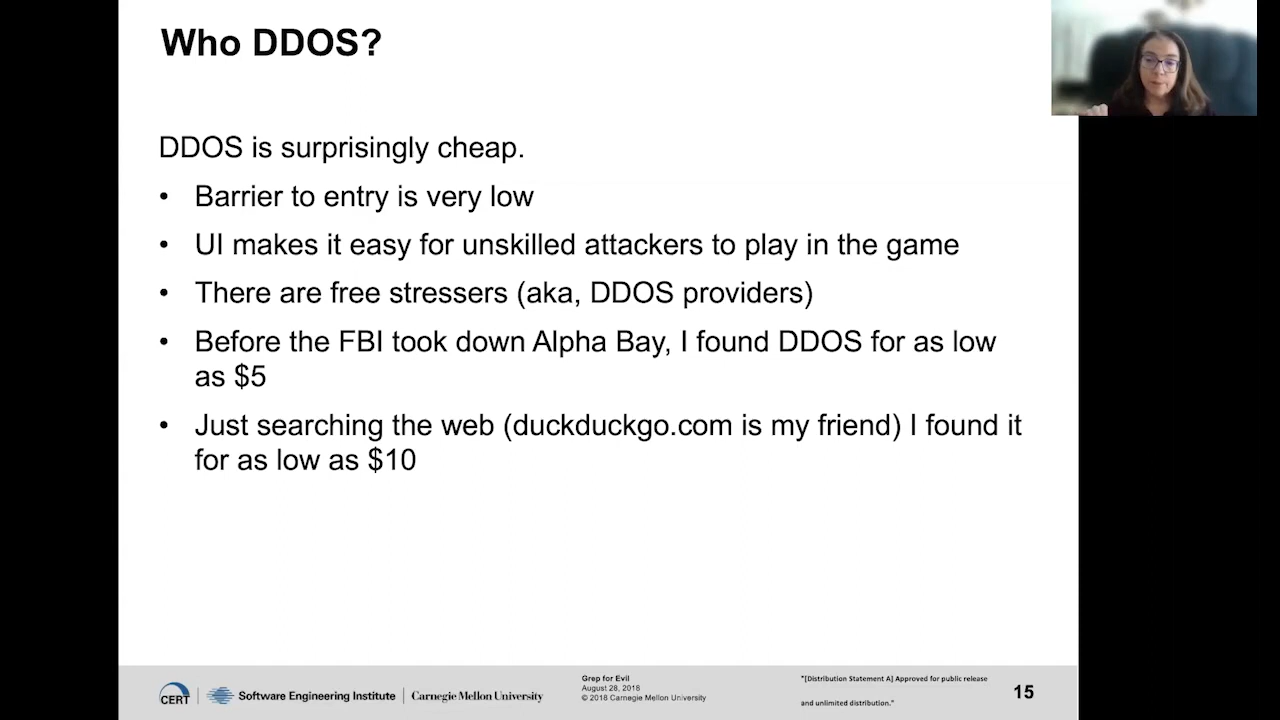 Who DDOS?
DDOS is surprisingly cheap.
• Barrier to entry is very low
• UI makes it easy for unskilled attackers to play in the game
• There are free stressers (aka, DDOS providers)
• Before the FBI took down Alpha Bay, I found DDOS for as low
as $5
• Just searching the web (duckduckgo.com is my friend) I found it
for as low as $10
CERT
Software Engineering Institute
Carnegie Mellon University
Grep for Evil
August 28, 2018
© 2018 Carnegie Mellon University
"[Distribution Statement A] Approved for public release
and unlimited distribution."
15